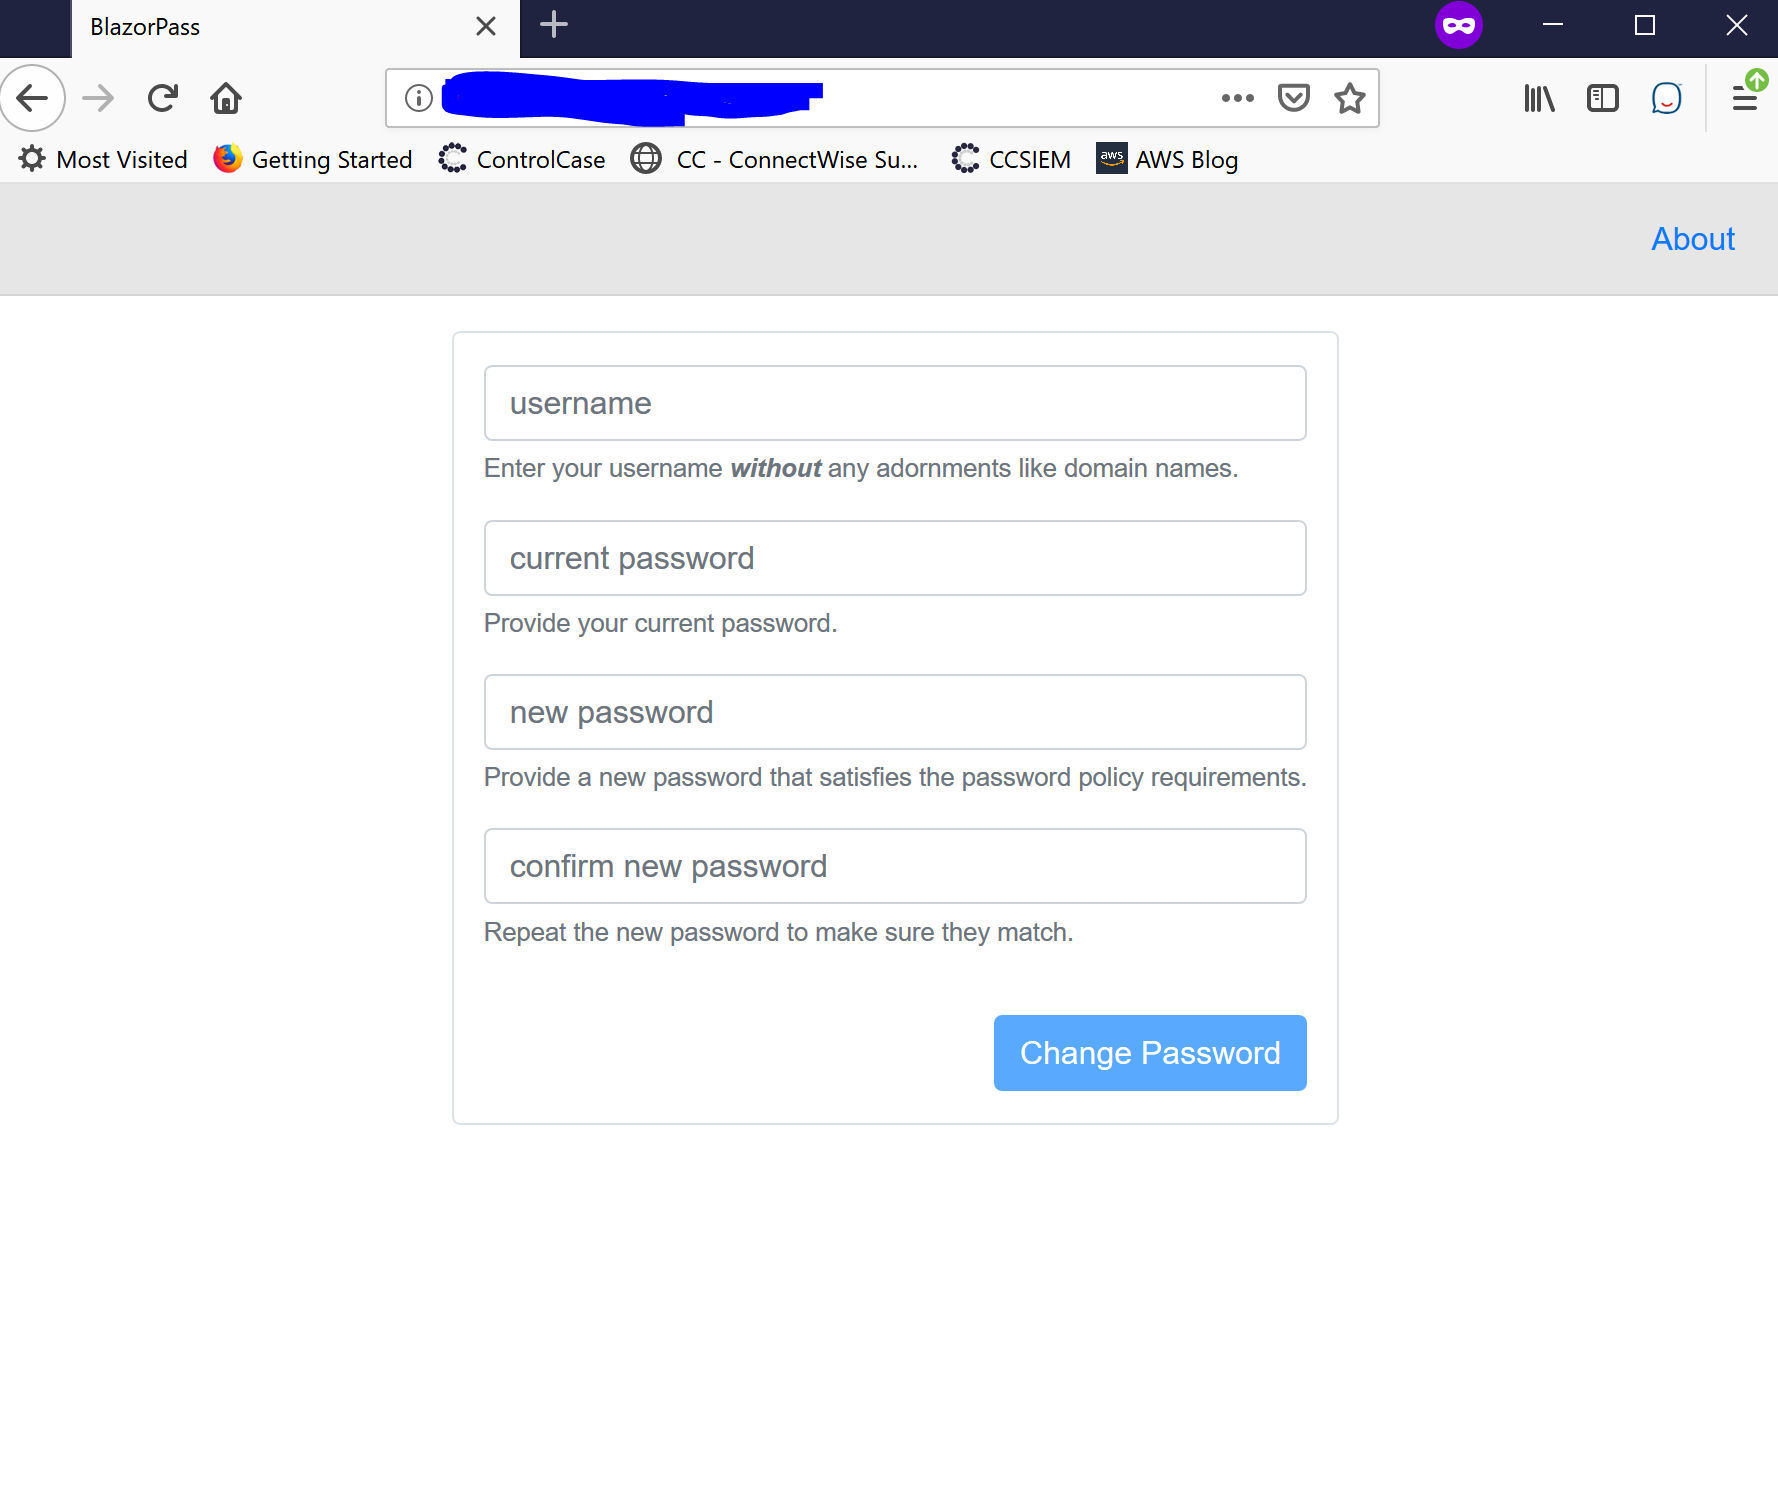 BlazorPass
Most Visited Getting Started ControlCase CC - ConnectWise Su... CCSIEM aws AWS Blog
About
username
Enter your username without any adornments like domain names.
current password
Provide your current password.
new password
Provide a new password that satisfies the password policy requirements.
confirm new password
Repeat the new password to make sure they match.
Change Password